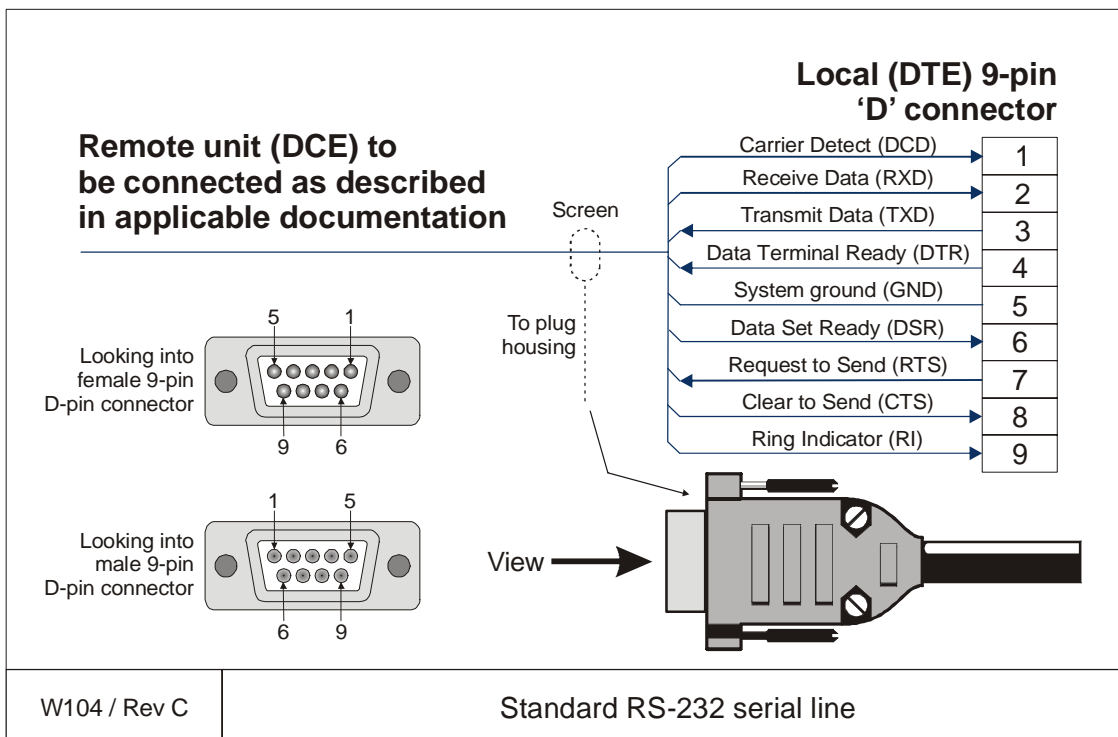 Local (DTE) 9-pin
‘D’ connector
Remote unit (DCE) to
be connected as described
in applicable documentation
Screen
To plug
housing
Carrier Detect (DCD)
1
Receive Data (RXD)
2
Transmit Data (TXD)
3
Data Terminal Ready (DTR)
4
System ground (GND)
5
Data Set Ready (DSR)
6
Request to Send (RTS)
7
Clear to Send (CTS)
8
Ring Indicator (RI)
9
5 1
Looking into
female 9-pin
D-pin connector
9 6
1 5
Looking into
male 9-pin
D-pin connector
6 9
View
W104 / Rev C
Standard RS-232 serial line